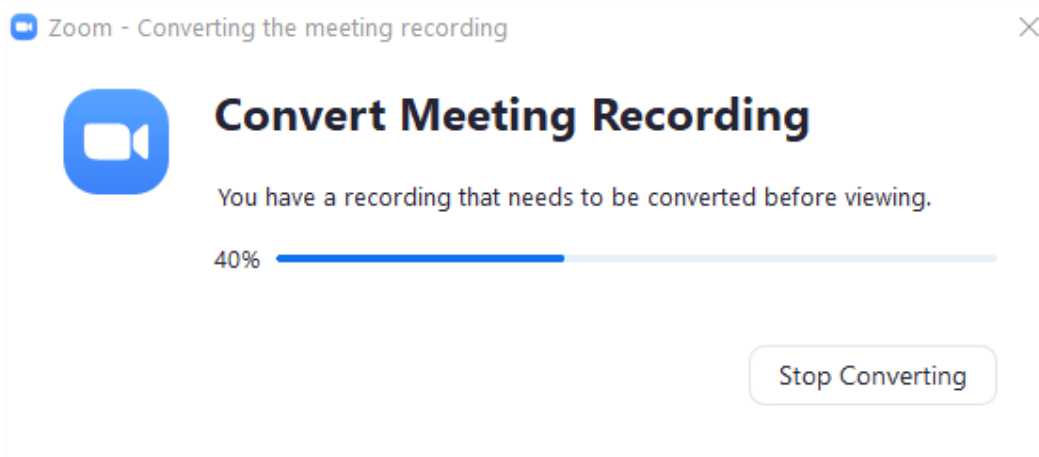 Zoom - Converting the meeting recording
Convert Meeting Recording
You have a recording that needs to be converted before viewing.
40%
Stop Converting